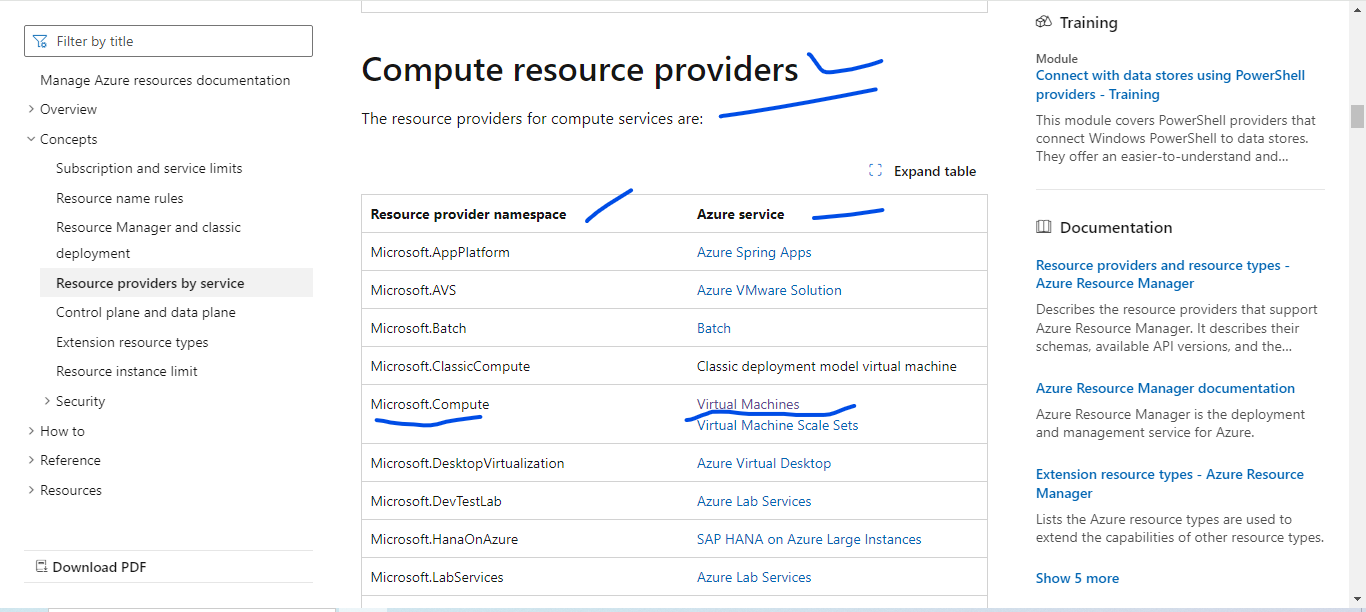 Filter by title
Manage Azure resources documentation
Overview
Concepts
Subscription and service limits
Resource name rules
Resource Manager and classic
deployment
Resource providers by service
Control plane and data plane
Extension resource types
Resource instance limit
Security
How to
Reference
Resources
Download PDF
Compute resource providers
The resource providers for compute services are:
Expand table
Resource provider namespace Azure service
Microsoft.AppPlatform Azure Spring Apps
Microsoft.AVS Azure VMware Solution
Microsoft.Batch Batch
Microsoft.ClassicCompute Classic deployment model virtual machine
Microsoft.Compute Virtual Machines
Virtual Machine Scale Sets
Microsoft.DesktopVirtualization Azure Virtual Desktop
Microsoft.DevTestLab Azure Lab Services
Microsoft.HanaOnAzure SAP HANA on Azure Large Instances
Microsoft.LabServices Azure Lab Services
Training
Module
Connect with data stores using PowerShell
providers - Training
This module covers PowerShell providers that
connect Windows PowerShell to data stores.
They offer an easier-to-understand and...
Documentation
Resource providers and resource types -
Azure Resource Manager
Describes the resource providers that support
Azure Resource Manager. It describes their
schemas, available API versions, and the...
Azure Resource Manager documentation
Azure Resource Manager is the deployment
and management service for Azure.
Extension resource types - Azure Resource
Manager
Lists the Azure resource types are used to
extend the capabilities of other resource types.
Show 5 more